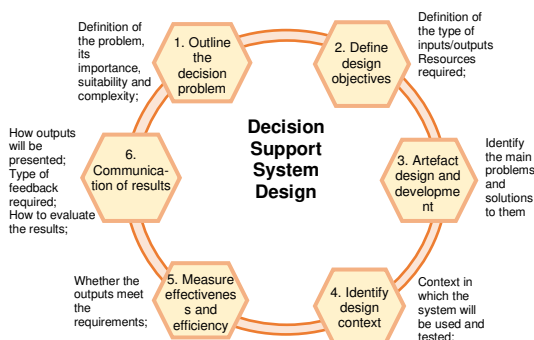 Definition of the problem,
its importance,
suitability and
complexity;
1. Outline
the
decision
problem
2. Define
design
objectives
Definition of
the type of
inputs/outputs
Resources
required;
Decision
Support
System
Design
3. Artefact
design and
developme
nt
Identify
the main
problems
and
solutions
to them
4. Identify
design
context
Context in
which the
system will
be used and
tested;
5. Measure
effectivenes
s and
efficiency
Whether the
outputs meet
the
requirements;
6.
Communica-
tion of results
How outputs
will be
presented;
Type of
feedback
required;
How to evaluate
the results;